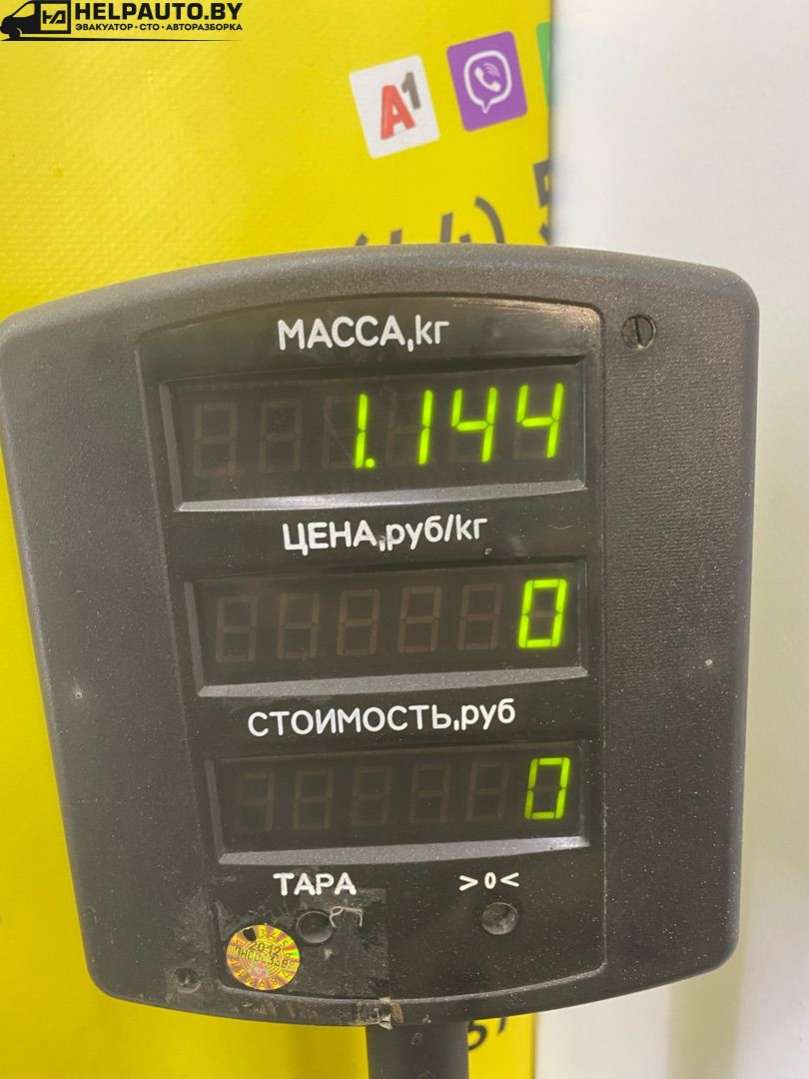 HELPAUTO.BY
ЭВАКУАТОР • СТО • АВТОРАЗБОРКА
A1
МАССА,кг
1.144
ЦЕНА,руб/кг
0
СТОИМОСТЬ,руб
0
ТАРА >0<
2012